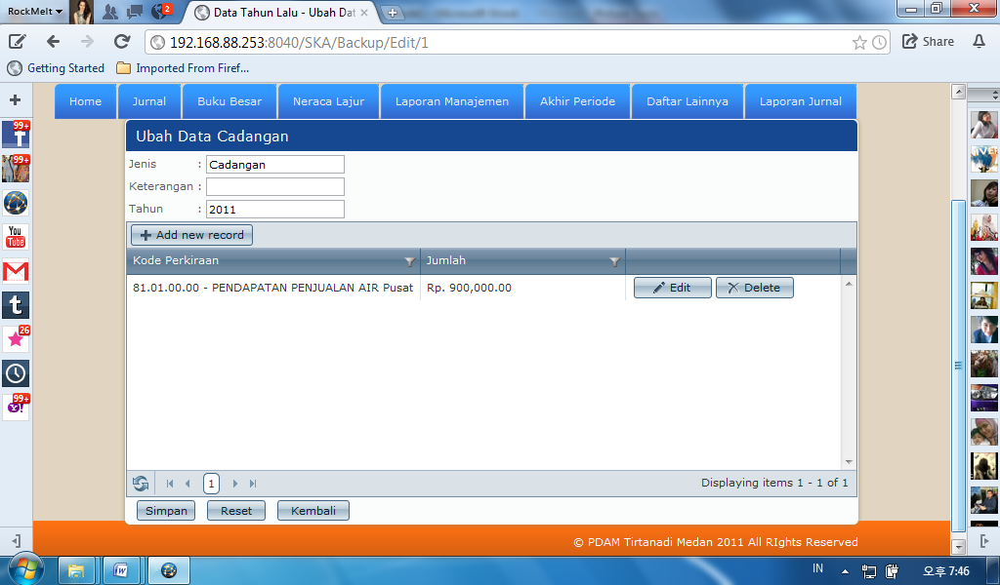 RockMelt
2
Data Tahun Lalu - Ubah Dat
192.168.88.253:8040/SKA/Backup/Edit/1
Share
Getting Started
Imported From Firef...
Home
Jurnal
Buku Besar
Neraca Lajur
Laporan Manajemen
Akhir Periode
Daftar Lainnya
Laporan Jurnal
99+
99+
You
Tube
t
26
99+
Y!
Ubah Data Cadangan
Jenis : Cadangan
Keterangan :
Tahun : 2011
Add new record
Kode Perkiraan
Jumlah
81.01.00.00 - PENDAPATAN PENJUALAN AIR Pusat
Rp. 900,000.00
Edit
Delete
1
Displaying items 1 - 1 of 1
Simpan
Reset
Kembali
© PDAM Tirtanadi Medan 2011 All RIghts Reserved
IN
오후 7:46